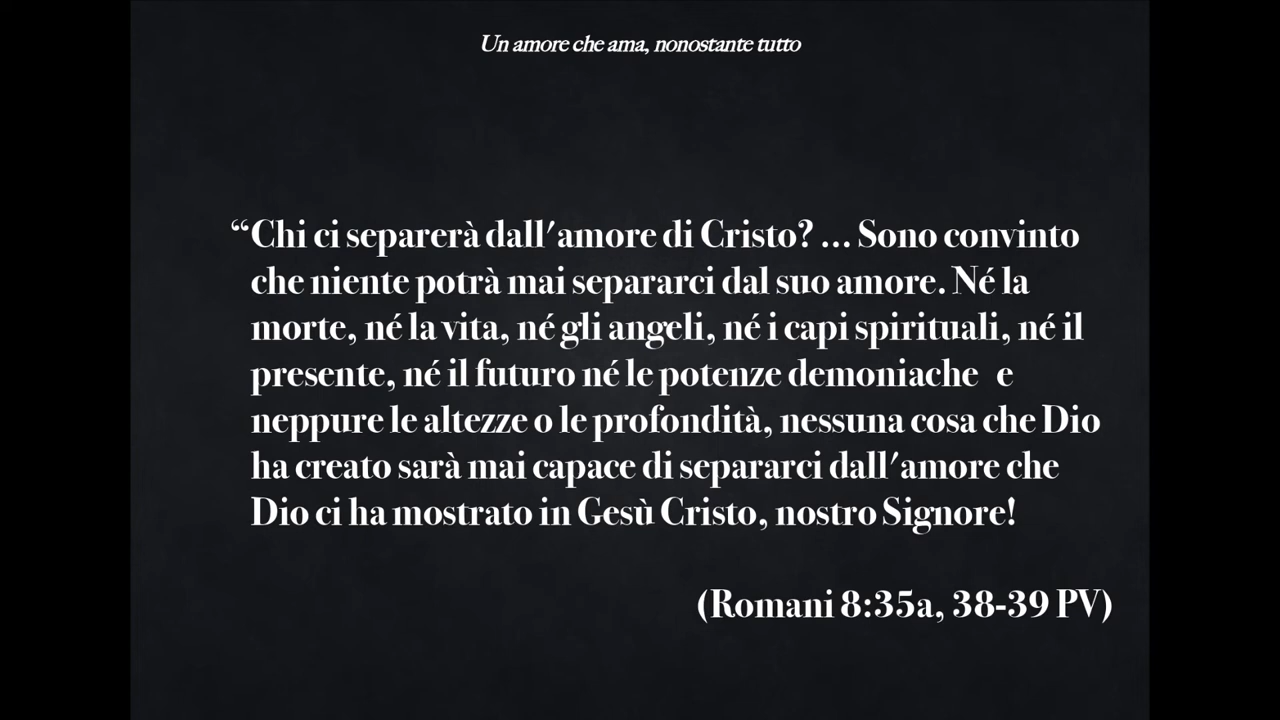 Un amore che ama, nonostante tutto
“Chi ci separerà dall'amore di Cristo? ... Sono convinto
che niente potrà mai separarci dal suo amore. Né la
morte, né la vita, né gli angeli, né i capi spirituali, né il
presente, né il futuro né le potenze demoniache e
neppure le altezze o le profondità, nessuna cosa che Dio
ha creato sarà mai capace di separarci dall'amore che
Dio ci ha mostrato in Gesù Cristo, nostro Signore!
(Romani 8:35a, 38-39 PV)